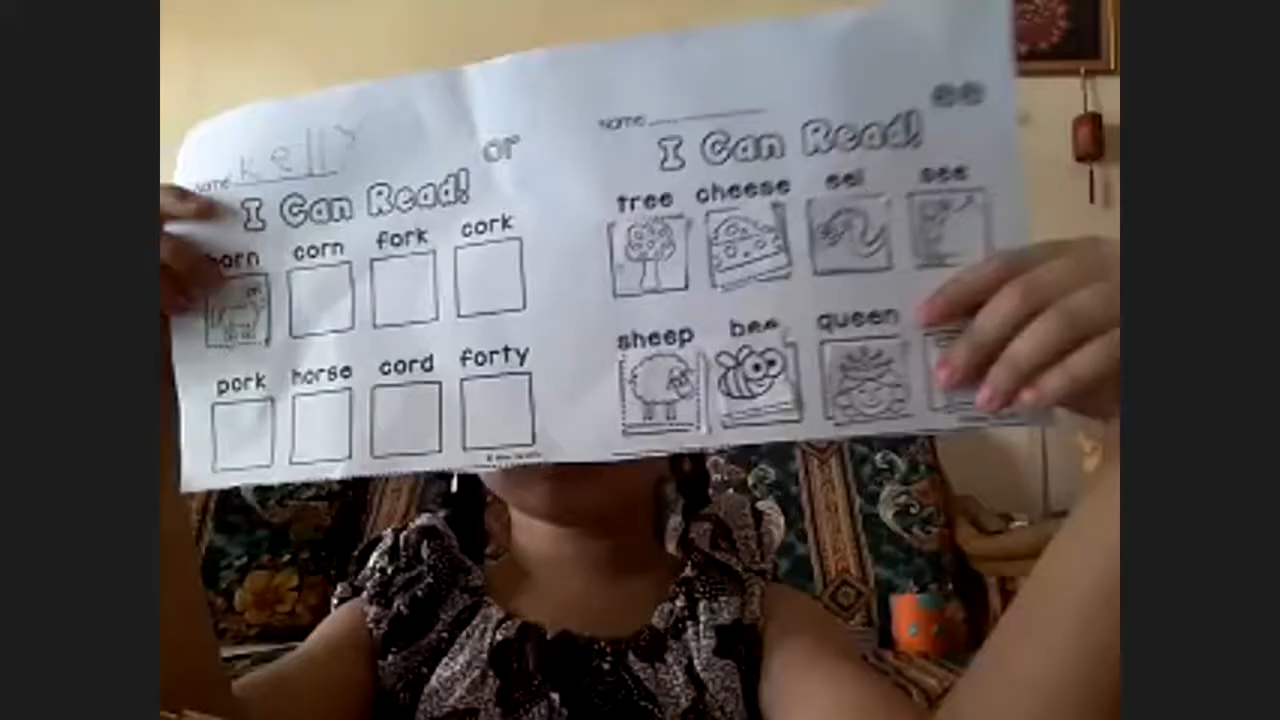 Name Kelly
or
I Can Read!
corn fork cork
pork horse cord forty
Name
ee
I Can Read!
tree cheese eel see
sheep bee queen